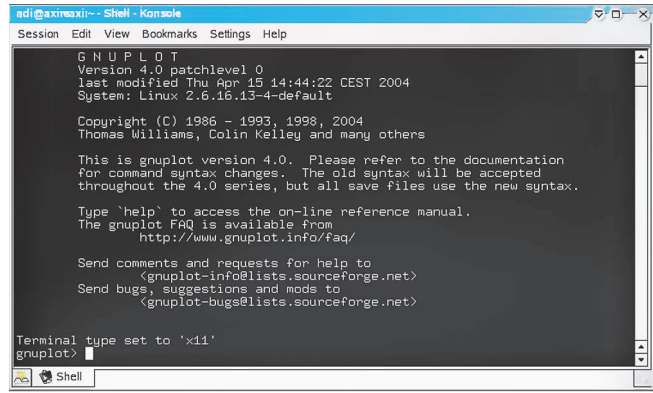 adi@axireaxii:~ - Shell - Konsole
Session Edit View Bookmarks Settings Help
G N U P L O T
Version 4.0 patchlevel 0
last modified Thu Apr 15 14:44:22 CEST 2004
System: Linux 2.6.16.13-4-default
Copyright (C) 1986 - 1993, 1998, 2004
Thomas Williams, Colin Kelley and many others
This is gnuplot version 4.0. Please refer to the documentation
for command syntax changes. The old syntax will be accepted
throughout the 4.0 series, but all save files use the new syntax.
Type `help` to access the on-line reference manual.
The gnuplot FAQ is available from
http://www.gnuplot.info/faq/
Send comments and requests for help to
<gnuplot-info@lists.sourceforge.net>
Send bugs, suggestions and mods to
<gnuplot-bugs@lists.sourceforge.net>
Terminal type set to 'x11'
gnuplot>
Shell